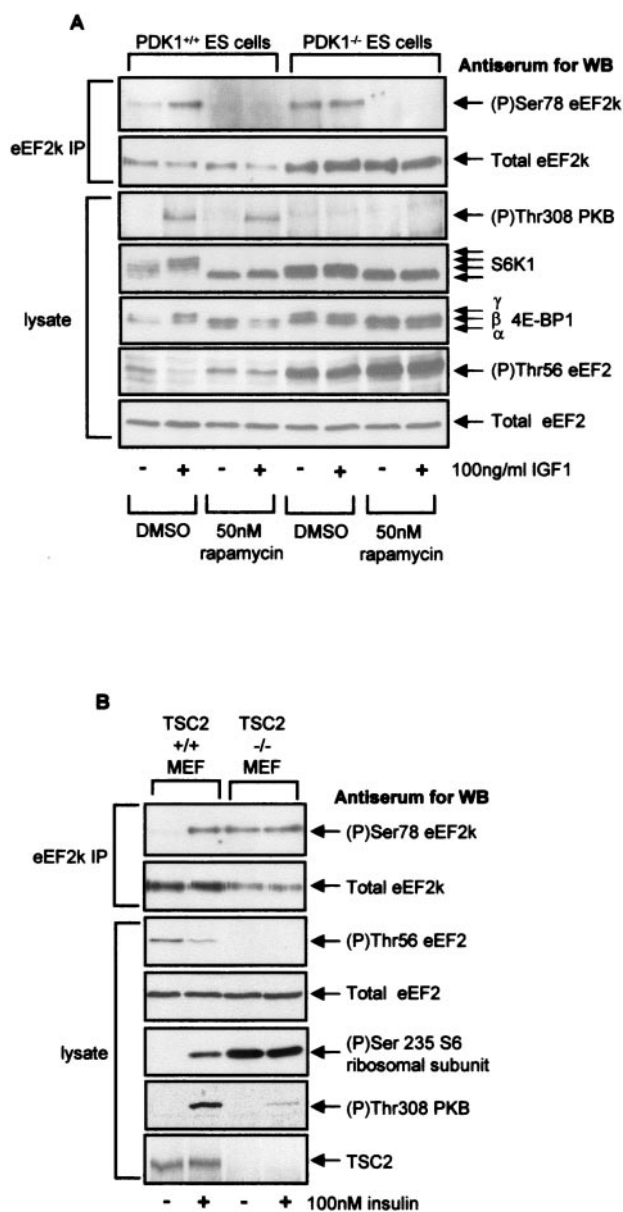 A
PDK1+/+ ES cells PDK1-/- ES cells
Antiserum for WB
eEF2k IP
(P)Ser78 eEF2k
Total eEF2k
lysate
(P)Thr308 PKB
S6K1
γ
β 4E-BP1
α
(P)Thr56 eEF2
Total eEF2
- + - + - + - + 100ng/ml IGF1
DMSO 50nM DMSO 50nM
rapamycin rapamycin
B
TSC2 TSC2
+/+ -/-
MEF MEF
Antiserum for WB
eEF2k IP
(P)Ser78 eEF2k
Total eEF2k
lysate
(P)Thr56 eEF2
Total eEF2
(P)Ser 235 S6
ribosomal subunit
(P)Thr308 PKB
TSC2
- + - + 100nM insulin